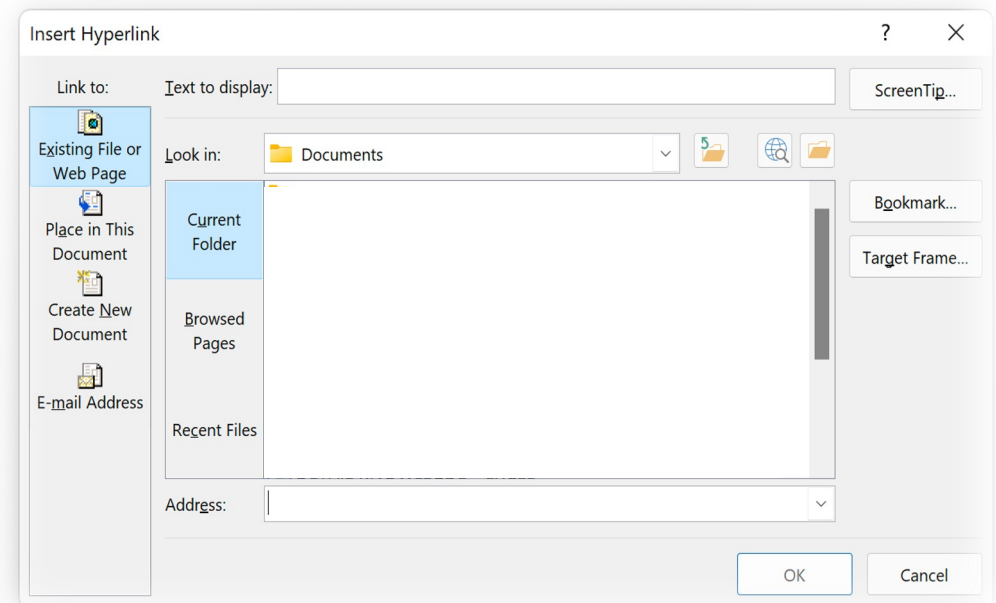 Insert Hyperlink
?
Link to:
Text to display:
ScreenTip...
Existing File or
Web Page
Look in:
Documents
Place in This
Document
Current
Folder
Bookmark...
Target Frame...
Create New
Document
Browsed
Pages
E-mail Address
Recent Files
Address:
OK
Cancel